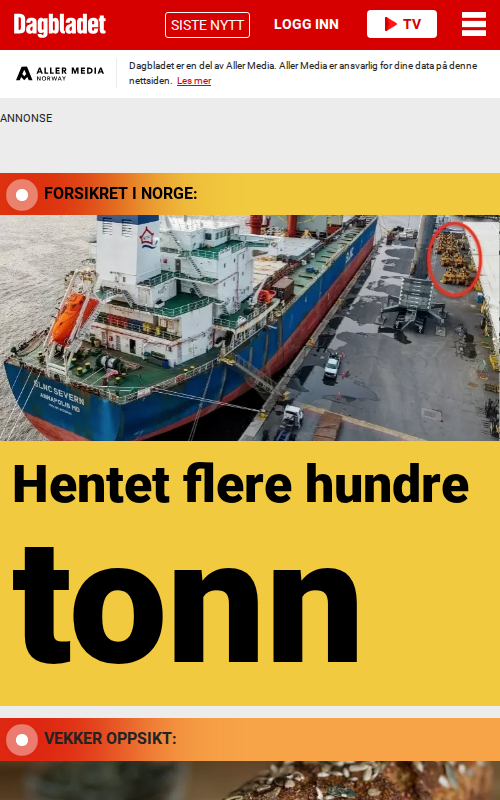 Dagbladet
SISTE NYTT
LOGG INN
TV
ALLER MEDIA
NORWAY
Dagbladet er en del av Aller Media. Aller Media er ansvarlig for dine data på denne
nettsiden. Les mer
ANNONSE
FORSIKRET I NORGE:
SLNC
SLNC SEVERN
ANNAPOLIS MD
Hentet flere hundre
tonn
VEKKER OPPSIKT: